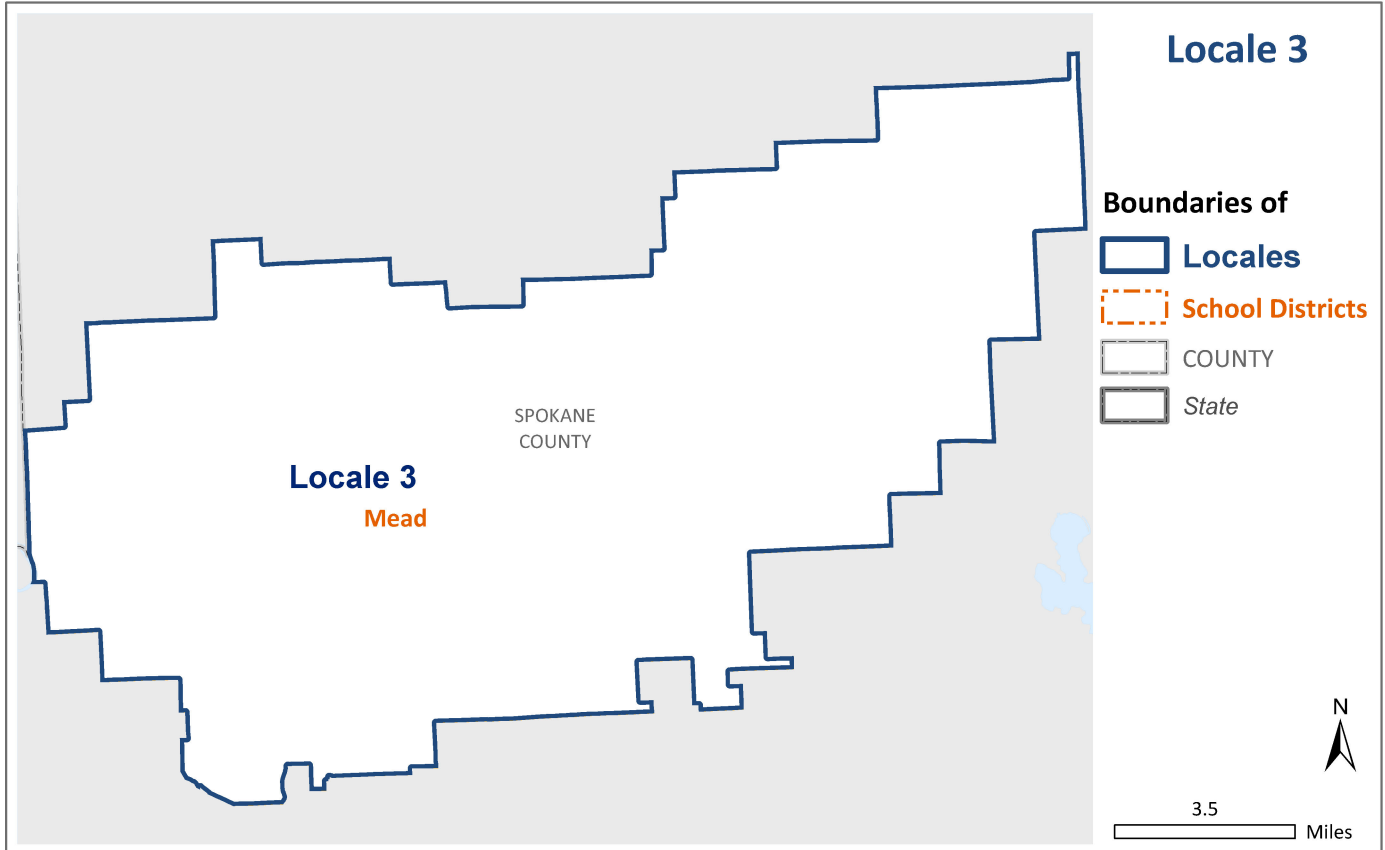 Locale 3
Boundaries of
Locales
School Districts
COUNTY
State
SPOKANE
COUNTY
Locale 3
Mead
N
3.5
Miles